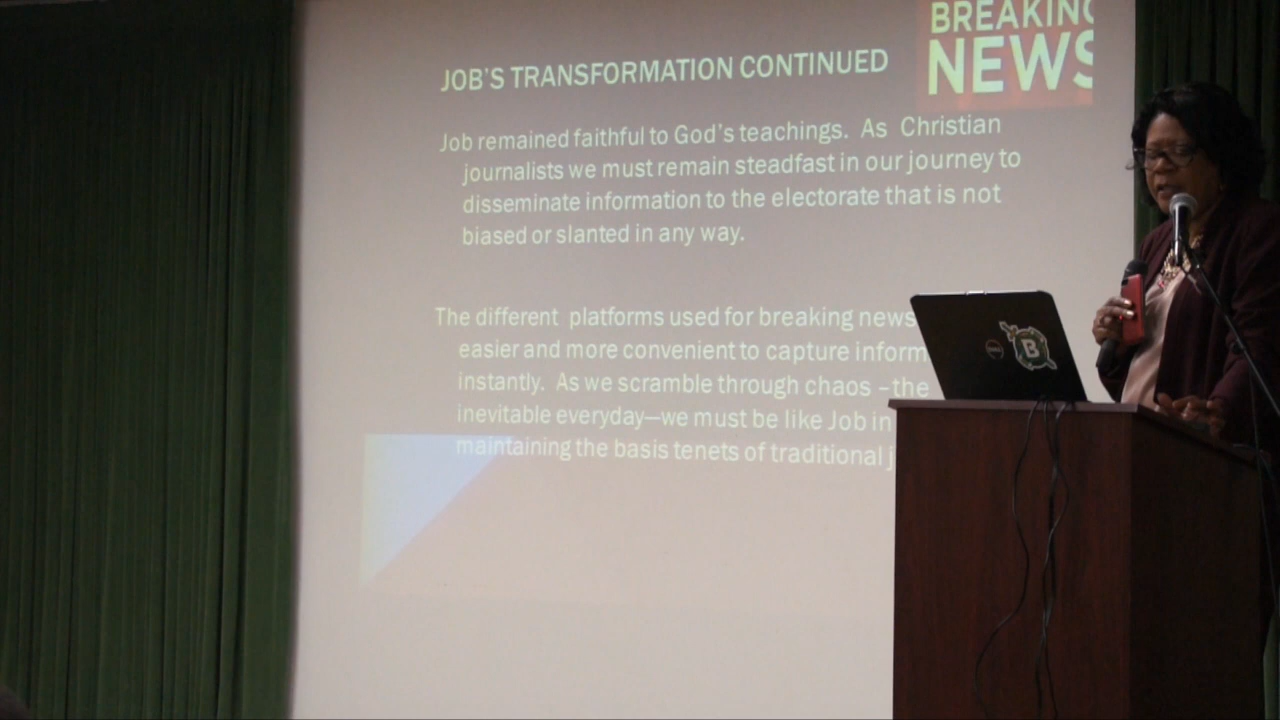 BREAKING
NEWS
JOB'S TRANSFORMATION CONTINUED
Job remained faithful to God's teachings. As Christian
journalists we must remain steadfast in our journey to
disseminate information to the electorate that is not
biased or slanted in any way.
The different platforms used for breaking news
easier and more convenient to capture inform
instantly. As we scramble through chaos –the
inevitable everyday—we must be like Job in
maintaining the basis tenets of traditional j
B